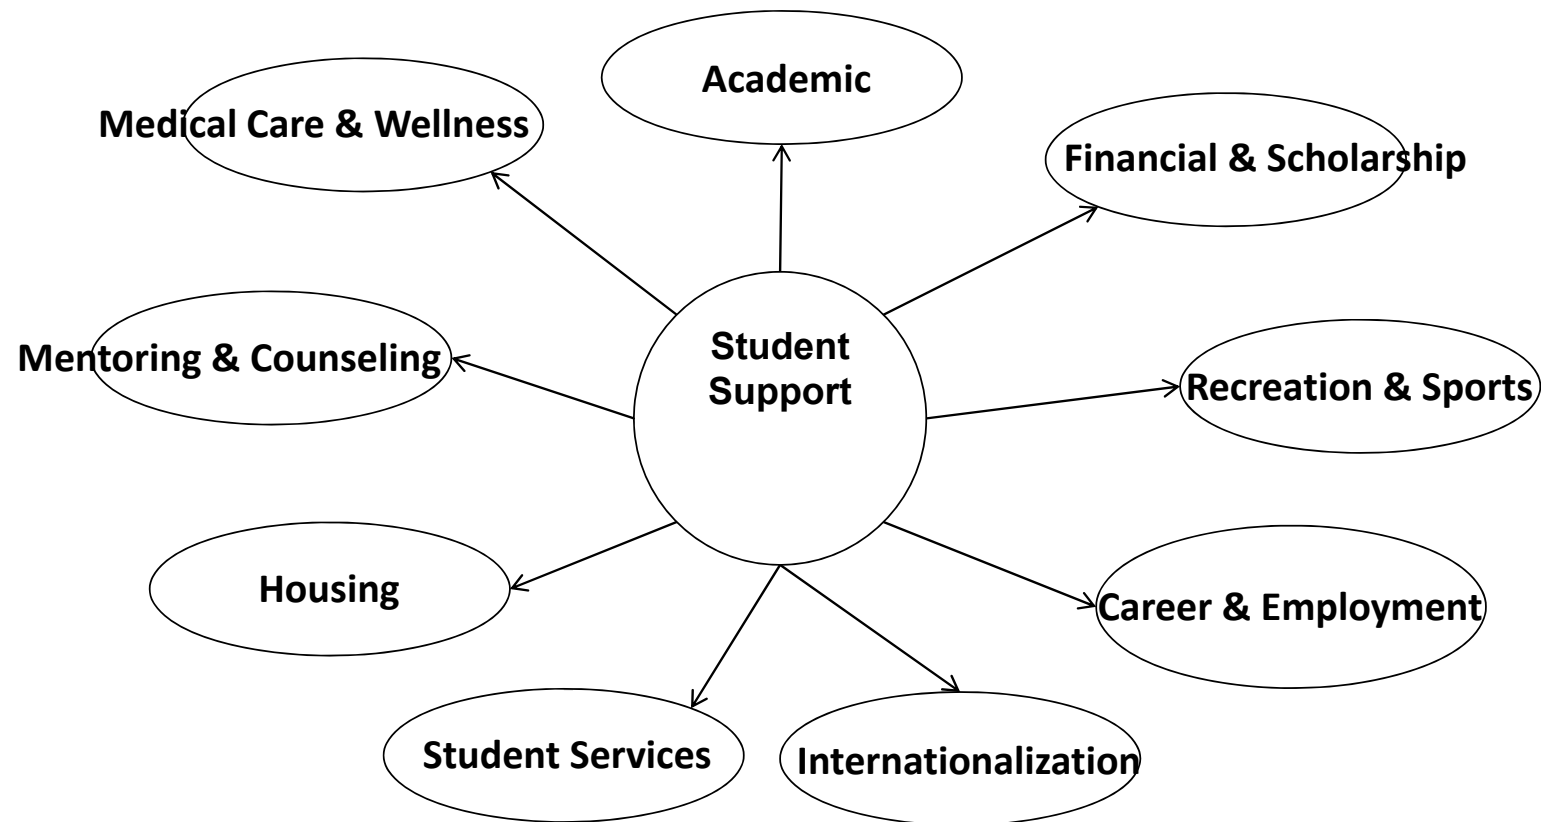 Academic
Medical Care & Wellness
Financial & Scholarship
Student
Support
Mentoring & Counseling
Recreation & Sports
Housing
Career & Employment
Student Services
Internationalization